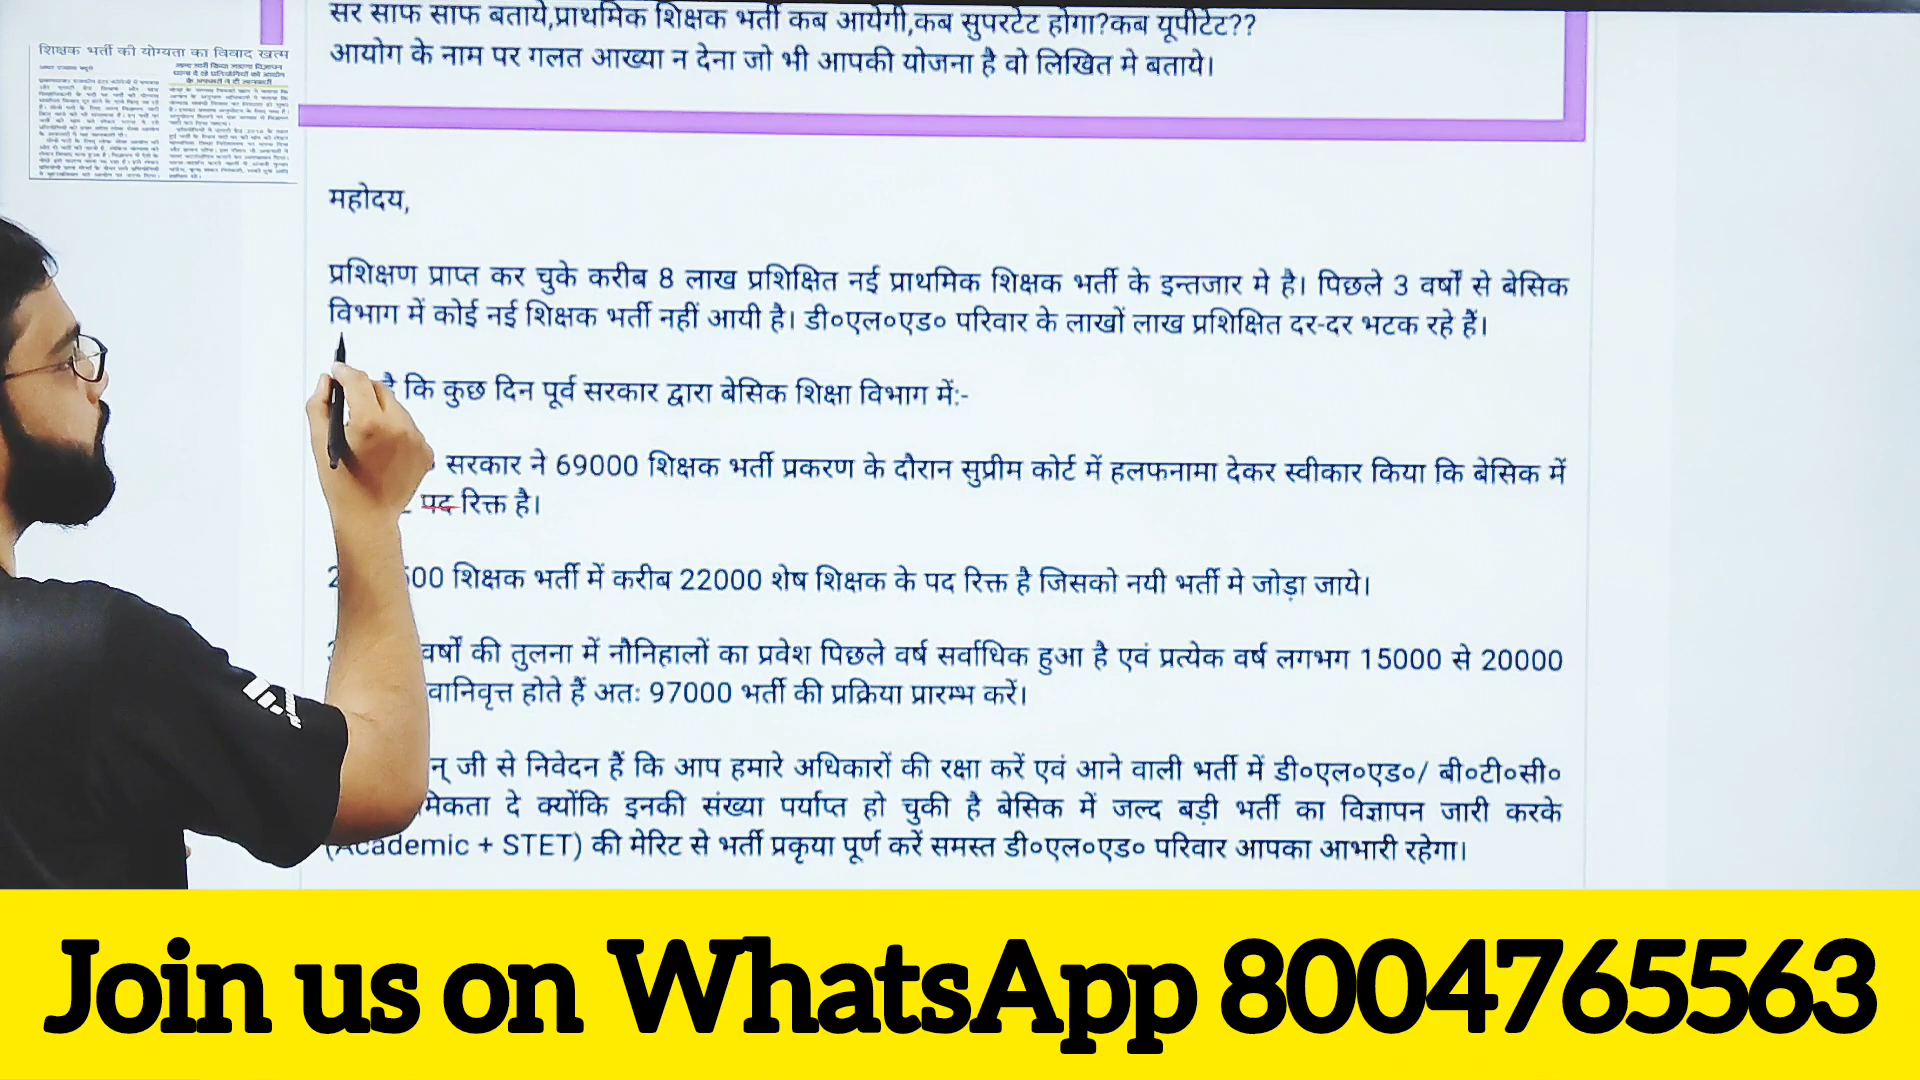 सर साफ साफ बताये,प्राथमिक शिक्षक भर्ती कब आयेगी,कब सुपरटेट होगा?कब यूपीटेट??
आयोग के नाम पर गलत आख्या न देना जो भी आपकी योजना है वो लिखित मे बताये।
शिक्षक भर्ती की योग्यता का विवाद खत्म
महोदय,
प्रशिक्षण प्राप्त कर चुके करीब 8 लाख प्रशिक्षित नई प्राथमिक शिक्षक भर्ती के इन्तजार मे है। पिछले 3 वर्षों से बेसिक
विभाग में कोई नई शिक्षक भर्ती नहीं आयी है। डी०एल०एड० परिवार के लाखों लाख प्रशिक्षित दर-दर भटक रहे हैं।
है कि कुछ दिन पूर्व सरकार द्वारा बेसिक शिक्षा विभाग में:-
सरकार ने 69000 शिक्षक भर्ती प्रकरण के दौरान सुप्रीम कोर्ट में हलफनामा देकर स्वीकार किया कि बेसिक में
पद रिक्त है।
शिक्षक भर्ती में करीब 22000 शेष शिक्षक के पद रिक्त है जिसको नयी भर्ती मे जोड़ा जाये।
वर्षों की तुलना में नौनिहालों का प्रवेश पिछले वर्ष सर्वाधिक हुआ है एवं प्रत्येक वर्ष लगभग 15000 से 20000
होते हैं अतः 97000 भर्ती की प्रक्रिया प्रारम्भ करें।
जी से निवेदन हैं कि आप हमारे अधिकारों की रक्षा करें एवं आने वाली भर्ती में डी०एल०एड०/ बी०टी०सी०
दे क्योंकि इनकी संख्या पर्याप्त हो चुकी है बेसिक में जल्द बड़ी भर्ती का विज्ञापन जारी करके
(Academic + STET) की मेरिट से भर्ती प्रकृया पूर्ण करें समस्त डी०एल०एड० परिवार आपका आभारी रहेगा।
Join us on WhatsApp 8004765563